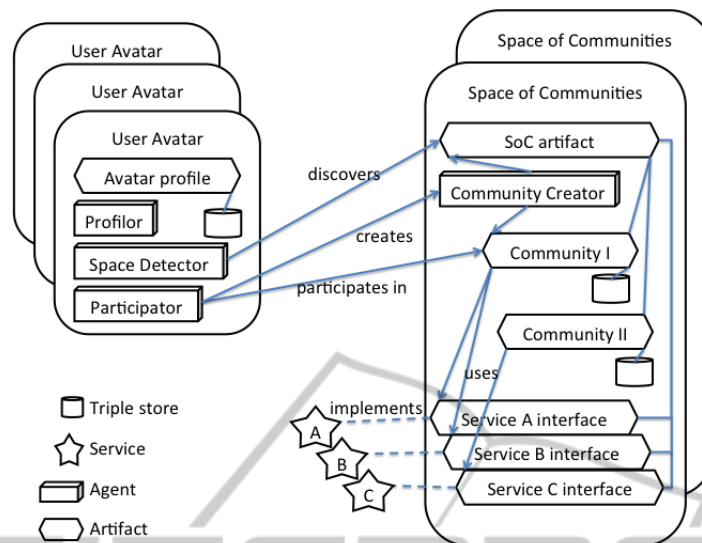 User Avatar
User Avatar
User Avatar
Avatar profile
Profilor
Space Detector
Participator
discovers
creates
participates in
Space of Communities
Space of Communities
SoC artifact
Community Creator
Community I
Community II
uses
implements
Service A interface
Service B interface
Service C interface
A
B
C
Triple store
Service
Agent
Artifact